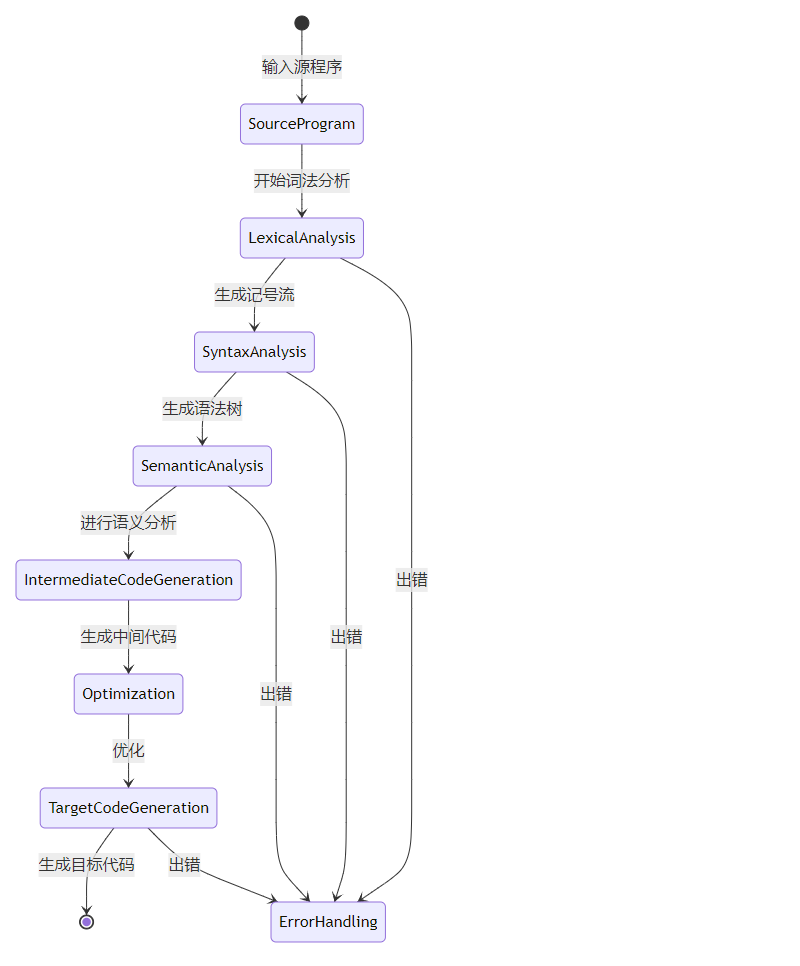 输入源程序
SourceProgram
开始词法分析
LexicalAnalysis
生成记号流
SyntaxAnalysis
生成语法树
SemanticAnalysis
进行语义分析
IntermediateCodeGeneration
出错
生成中间代码
出错
Optimization
出错
优化
TargetCodeGeneration
生成目标代码
出错
ErrorHandling